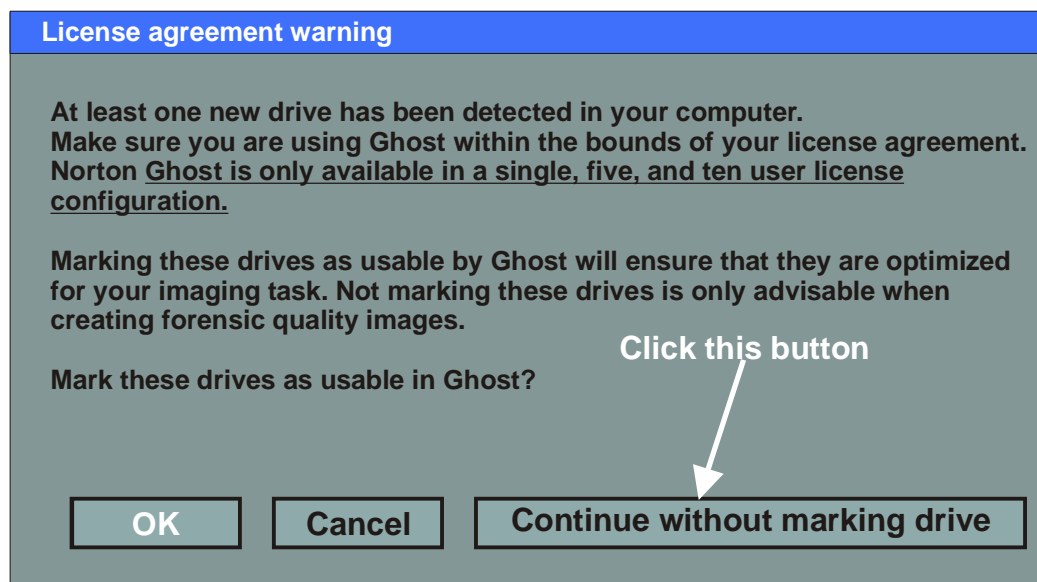 License agreement warning
At least one new drive has been detected in your computer.
Make sure you are using Ghost within the bounds of your license agreement.
Norton Ghost is only available in a single, five, and ten user license
configuration.
Marking these drives as usable by Ghost will ensure that they are optimized
for your imaging task. Not marking these drives is only advisable when
creating forensic quality images.
Click this button
Mark these drives as usable in Ghost?
OK
Cancel
Continue without marking drive